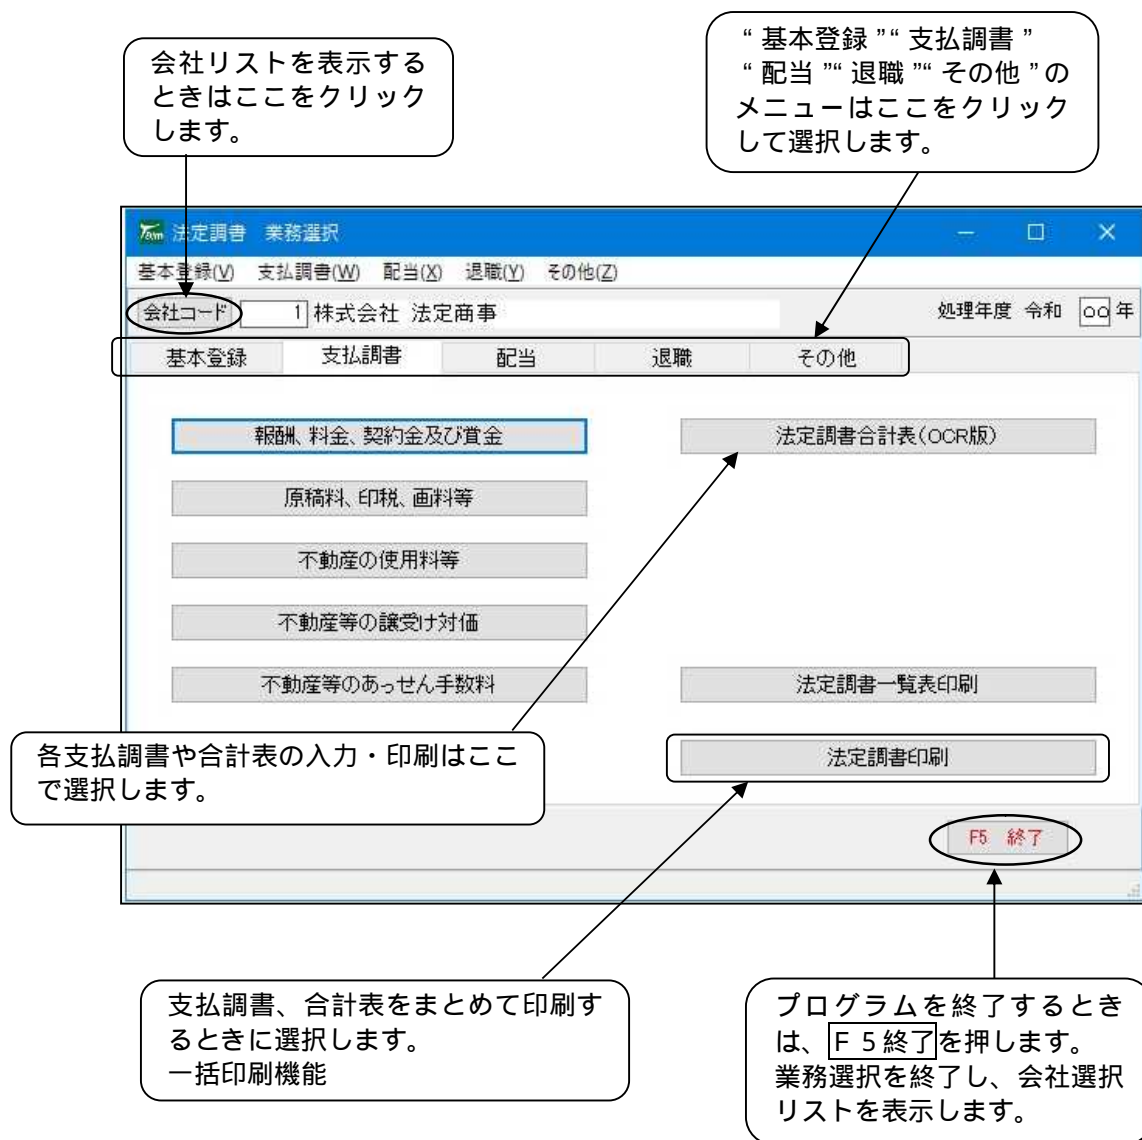 会社リストを表示する
ときはここをクリック
します。
“基本登録”“支払調書”
“配当”“退職”“その他”の
メニューはここをクリック
して選択します。
法定調書 業務選択
基本登録(V) 支払調書(W) 配当(X) 退職(Y) その他(Z)
会社コード 1 株式会社 法定商事 処理年度 令和 ○○ 年
基本登録 支払調書 配当 退職 その他
報酬、料金、契約金及び賞金 法定調書合計表(OCR版)
原稿料、印税、画料等
不動産の使用料等
不動産等の譲受け対価
不動産等のあっせん手数料 法定調書一覧表印刷
各支払調書や合計表の入力・印刷はここ
で選択します。
法定調書印刷
F5 終了
支払調書、合計表をまとめて印刷す
るときに選択します。
一括印刷機能
プログラムを終了するとき
は、F5終了を押します。
業務選択を終了し、会社選択
リストを表示します。